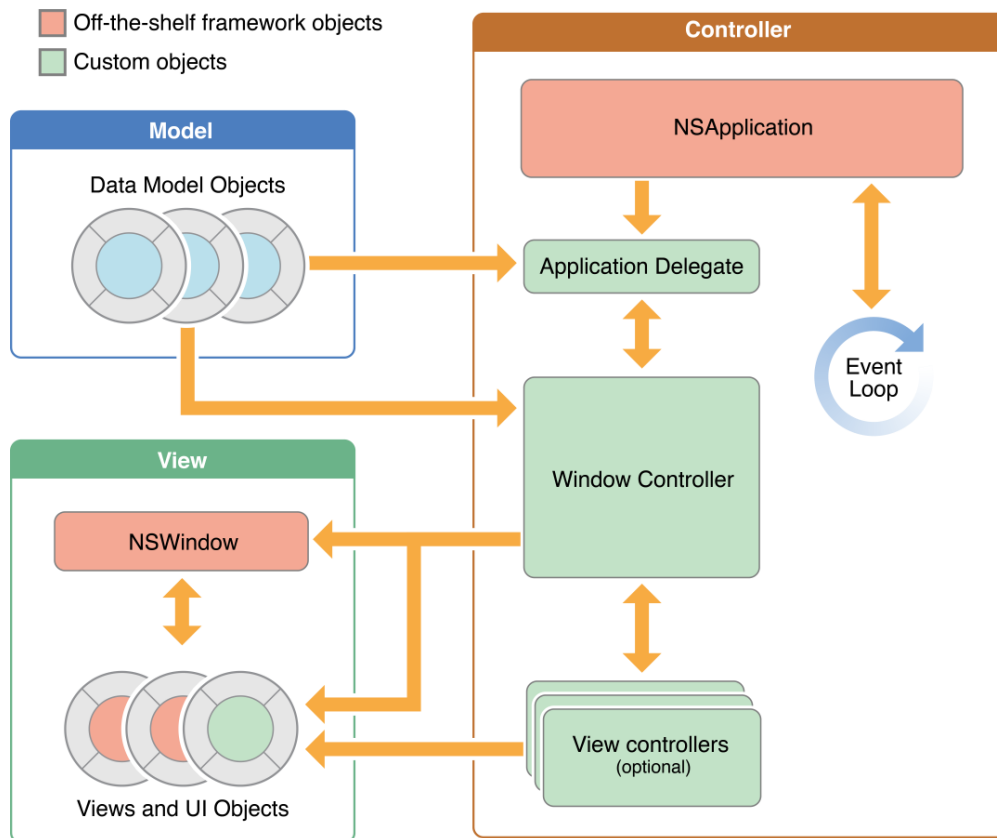 Off-the-shelf framework objects
Custom objects
Model
Data Model Objects
Controller
NSApplication
Application Delegate
Event
Loop
Window Controller
View controllers
(optional)
View
NSWindow
Views and UI Objects